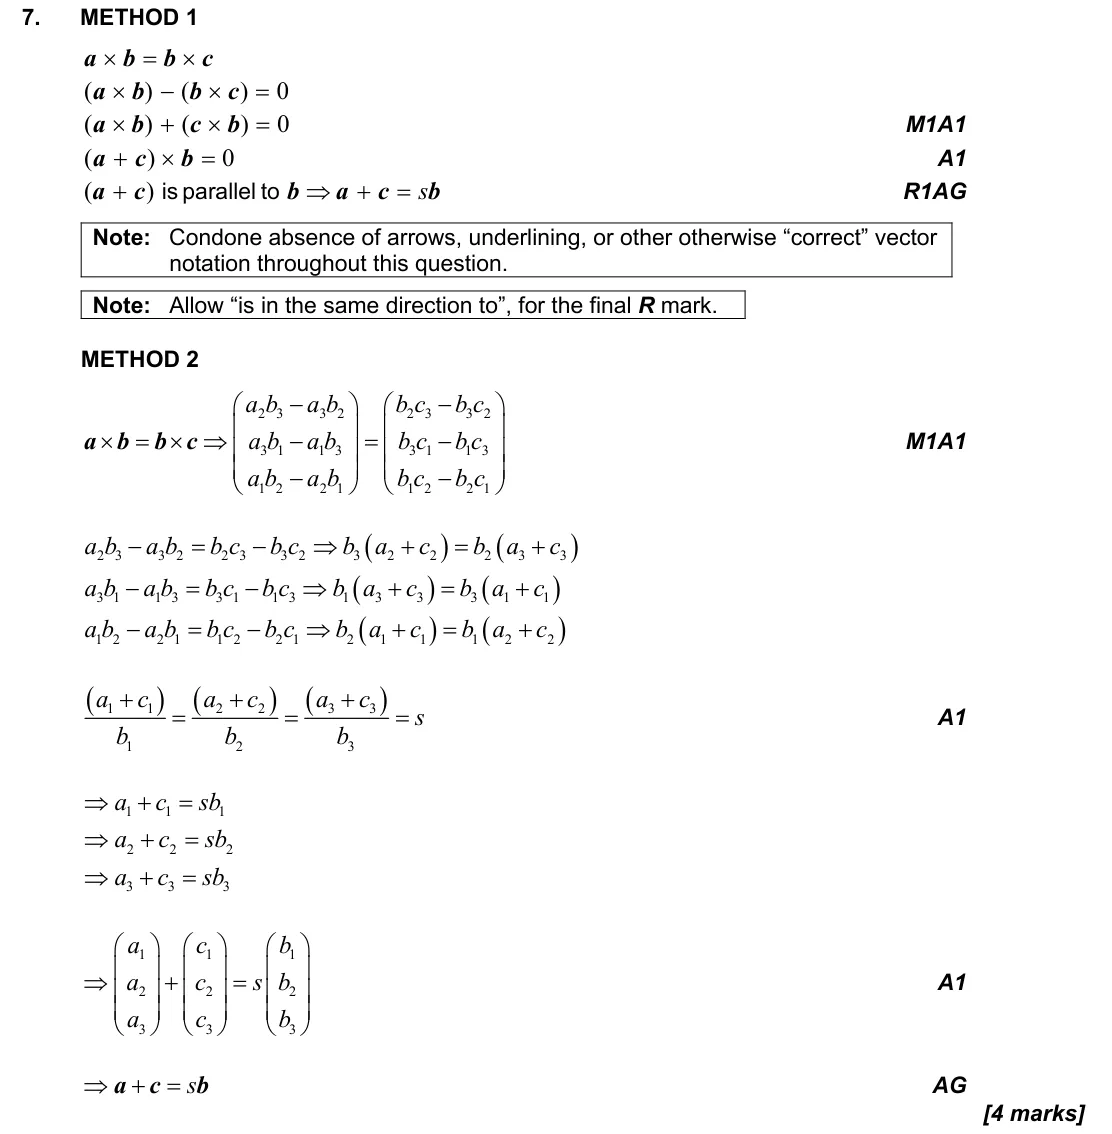 7. METHOD 1
a × b = b × c
(a × b) − (b × c) = 0
(a × b) + (c × b) = 0 M1A1
(a + c) × b = 0 A1
(a + c) is parallel to b ⇒ a + c = sb R1AG
Note: Condone absence of arrows, underlining, or other otherwise “correct” vector
notation throughout this question.
Note: Allow “is in the same direction to”, for the final R mark.
METHOD 2
a × b = b × c ⇒ (a₂b₃ − a₃b₂, a₃b₁ − a₁b₃, a₁b₂ − a₂b₁) = (b₂c₃ − b₃c₂, b₃c₁ − b₁c₃, b₁c₂ − b₂c₁) M1A1
a₂b₃ − a₃b₂ = b₂c₃ − b₃c₂ ⇒ b₃(a₂ + c₂) = b₂(a₃ + c₃)
a₃b₁ − a₁b₃ = b₃c₁ − b₁c₃ ⇒ b₁(a₃ + c₃) = b₃(a₁ + c₁)
a₁b₂ − a₂b₁ = b₁c₂ − b₂c₁ ⇒ b₂(a₁ + c₁) = b₁(a₂ + c₂)
(a₁ + c₁)/b₁ = (a₂ + c₂)/b₂ = (a₃ + c₃)/b₃ = s A1
⇒ a₁ + c₁ = sb₁
⇒ a₂ + c₂ = sb₂
⇒ a₃ + c₃ = sb₃
⇒ (a₁, a₂, a₃) + (c₁, c₂, c₃) = s(b₁, b₂, b₃) A1
⇒ a + c = sb AG
[4 marks]